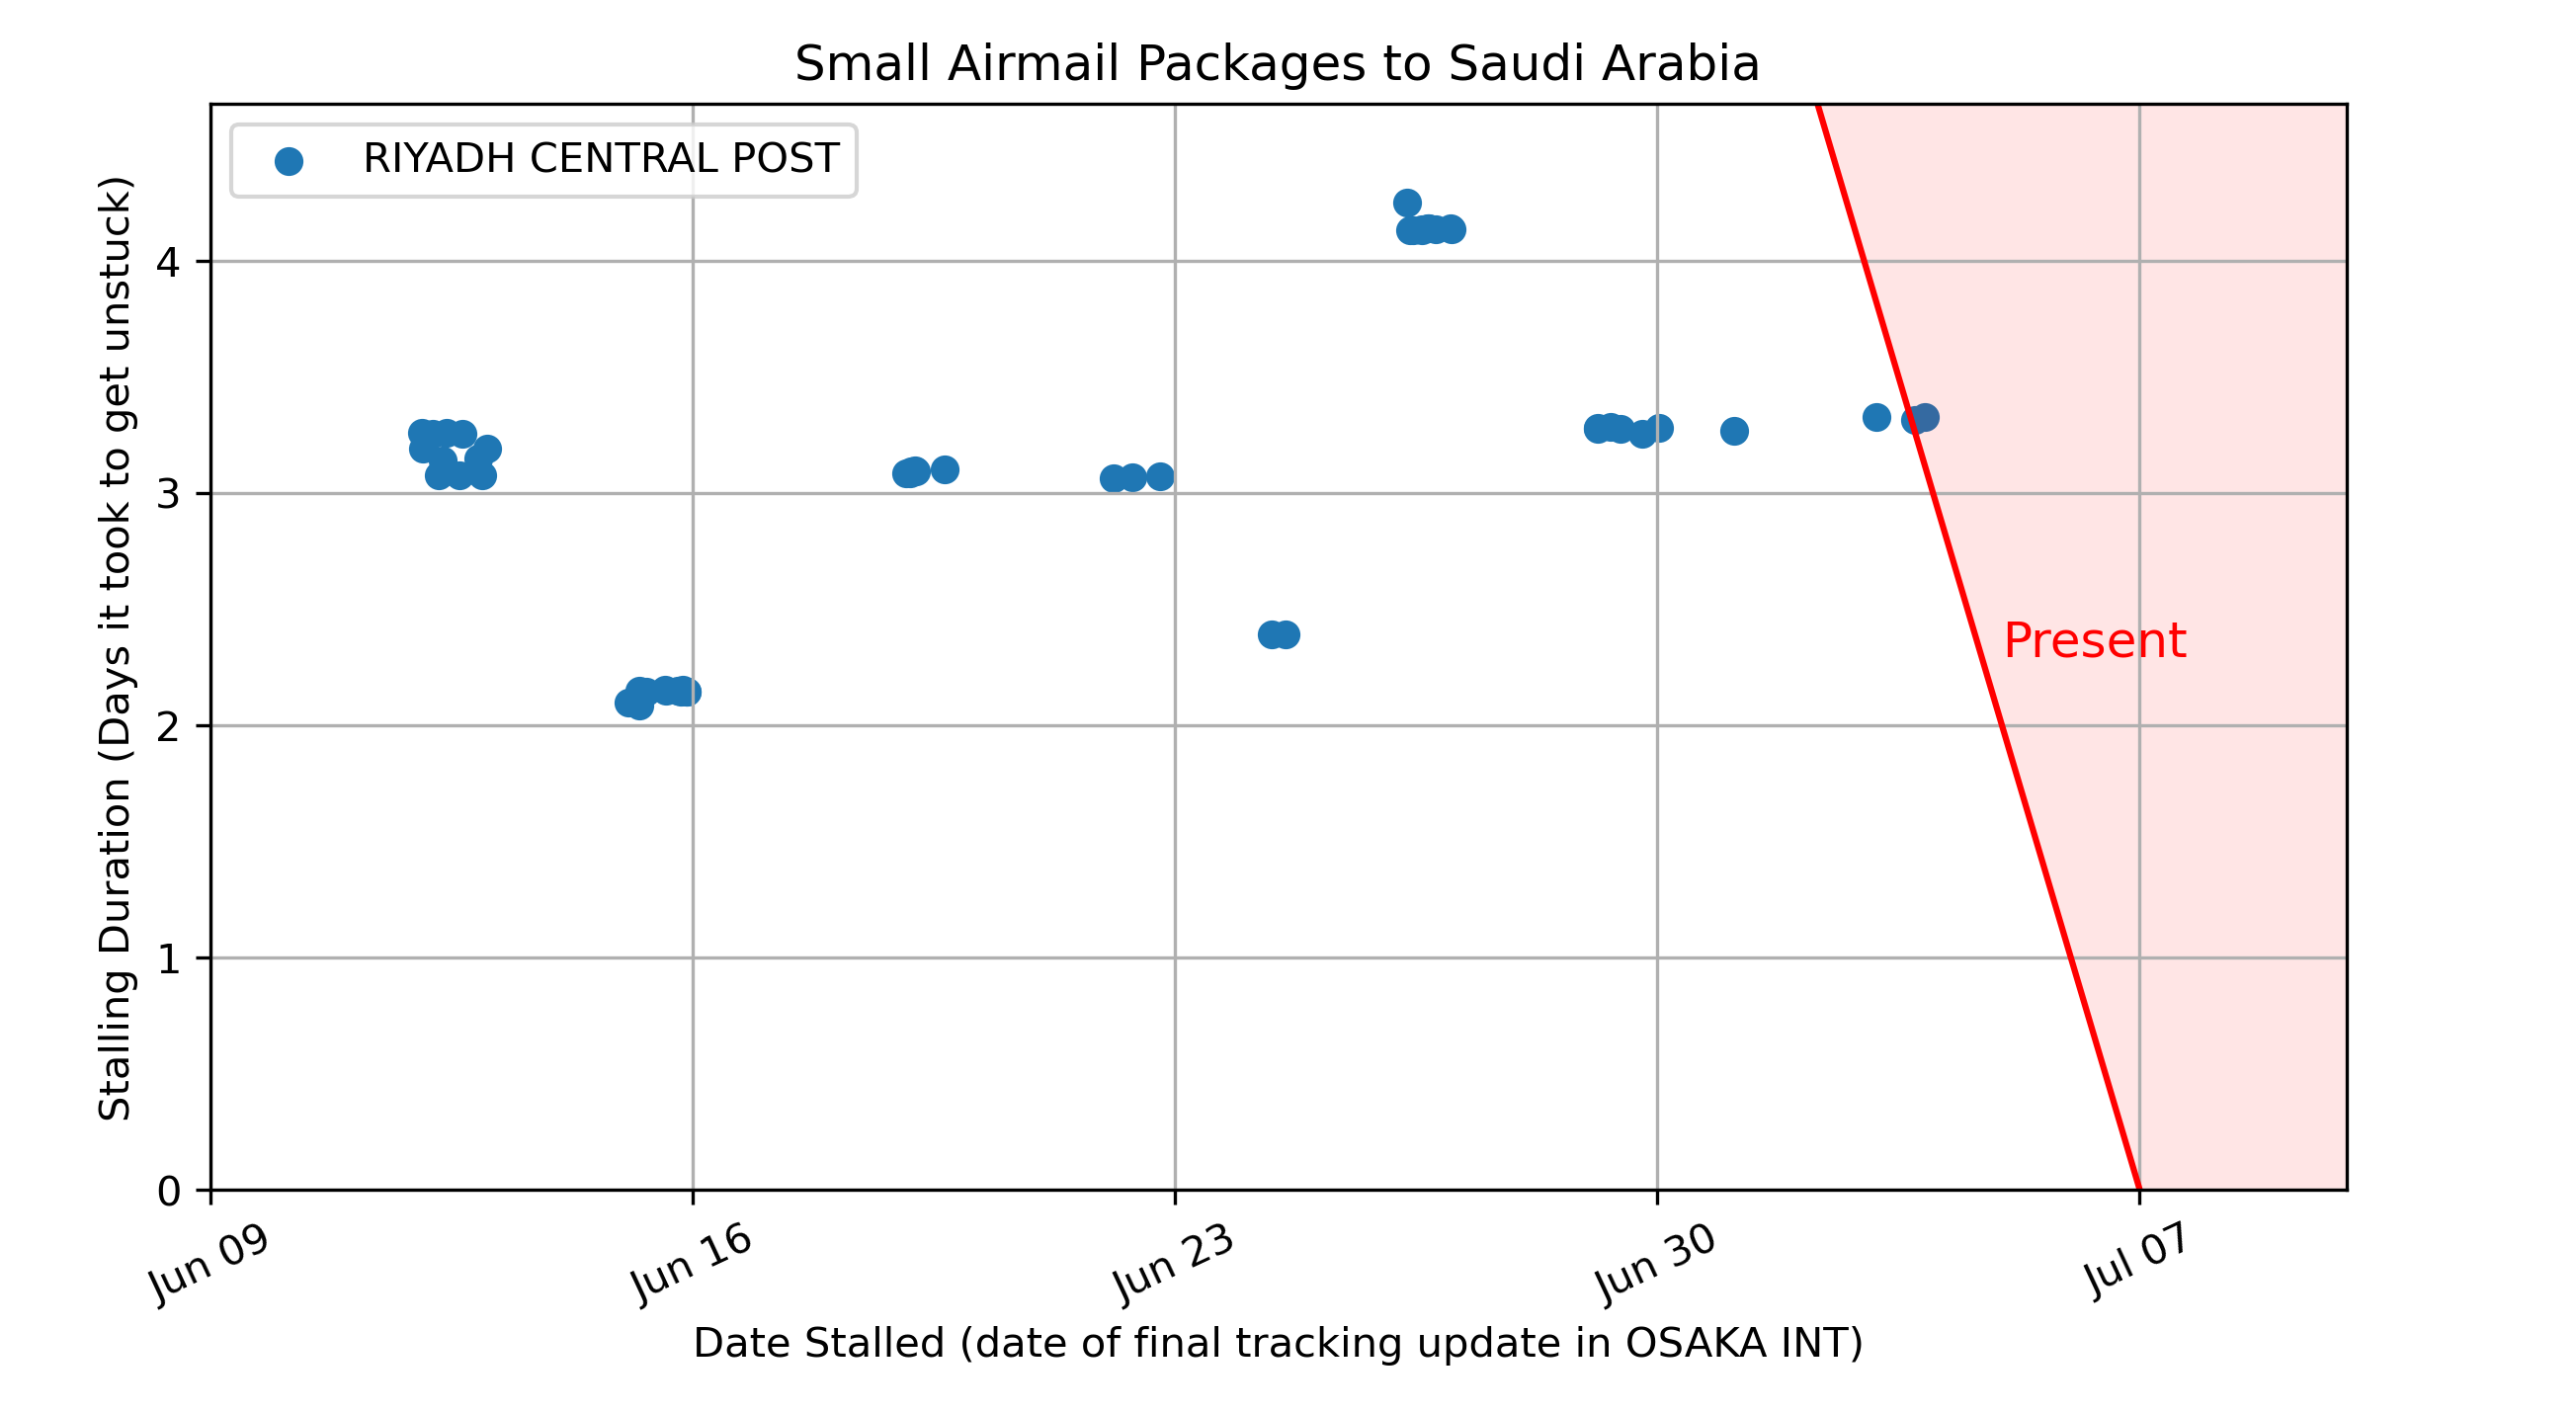 Small Airmail Packages to Saudi Arabia
RIYADH CENTRAL POST
Stalling Duration (Days it took to get unstuck)
4
3
2
1
0
Present
Jun 09
Jun 16
Jun 23
Jun 30
Jul 07
Date Stalled (date of final tracking update in OSAKA INT)